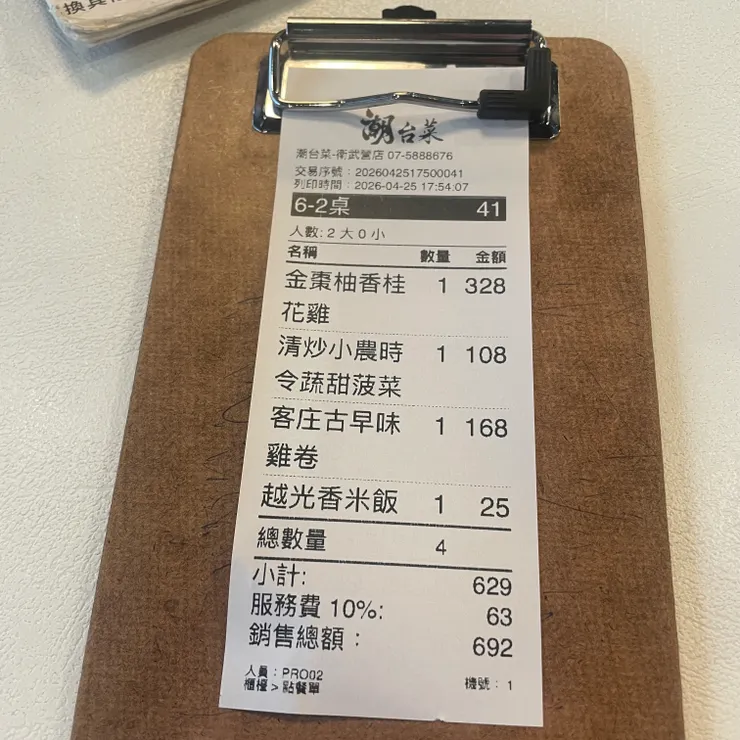 換具
潮台菜
潮台菜-衛武營店 07-5888676
交易序號：2026042517500041
列印時間：2026-04-25 17:54:07
6-2桌 41
人數: 2 大 0 小
名稱 數量 金額
金棗柚香桂 1 328
花雞
清炒小農時 1 108
令蔬甜菠菜
客庄古早味 1 168
雞卷
越光香米飯 1 25
總數量 4
小計: 629
服務費 10%: 63
銷售總額： 692
人員：PRO02
櫃檯 > 點餐單 機號：1